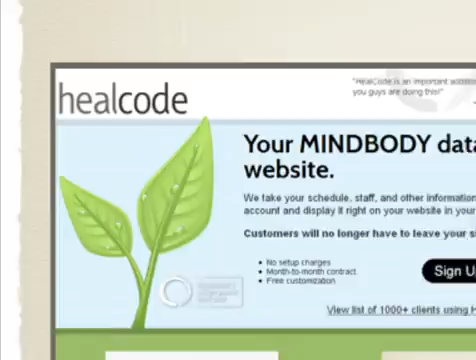 "HealCode is an important addition
you guys are doing this!"
healcode
Your MINDBODY data
website.
We take your schedule, staff, and other information
account and display it right on your website in your
Customers will no longer have to leave your
No setup charges
Month-to-month contract
Free customization
Sign U
View list of 1000+ clients using